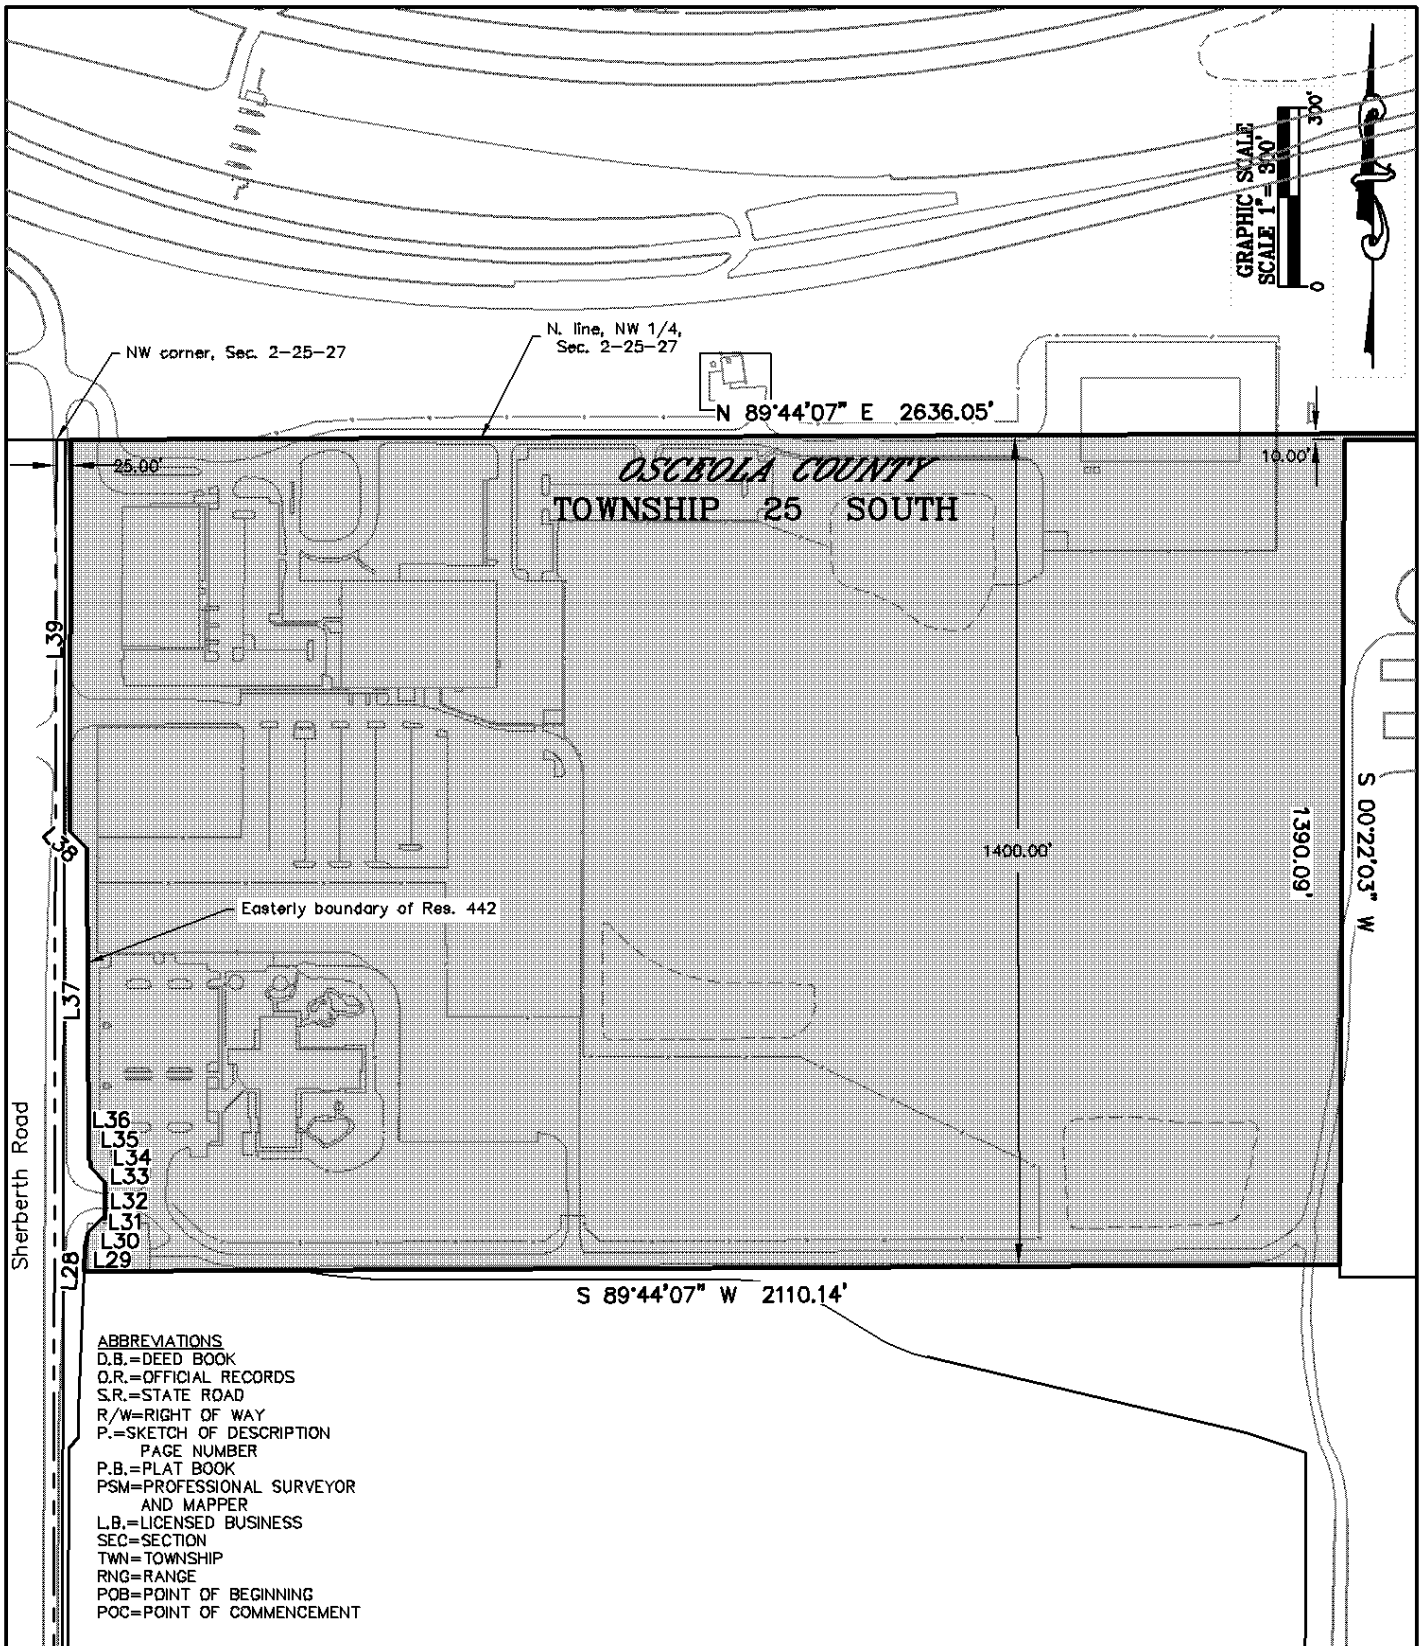 GRAPHIC SCALE
SCALE 1"= 300'
0
300'
N. line, NW 1/4,
Sec. 2-25-27
NW corner, Sec. 2-25-27
N 89°44'07" E 2636.05'
25.00'
10.00'
OSCEOLA COUNTY
TOWNSHIP 25 SOUTH
L39
L38
1400.00'
1390.09'
S 00°22'03" W
Easterly boundary of Res. 442
L37
Sherberth Road
L36
L35
L34
L33
L32
L31
L30
L29
L28
S 89°44'07" W 2110.14'
ABBREVIATIONS
D.B.=DEED BOOK
O.R.=OFFICIAL RECORDS
S.R.=STATE ROAD
R/W=RIGHT OF WAY
P.=SKETCH OF DESCRIPTION
PAGE NUMBER
P.B.=PLAT BOOK
PSM=PROFESSIONAL SURVEYOR
AND MAPPER
L.B.=LICENSED BUSINESS
SEC=SECTION
TWN=TOWNSHIP
RNG=RANGE
POB=POINT OF BEGINNING
POC=POINT OF COMMENCEMENT